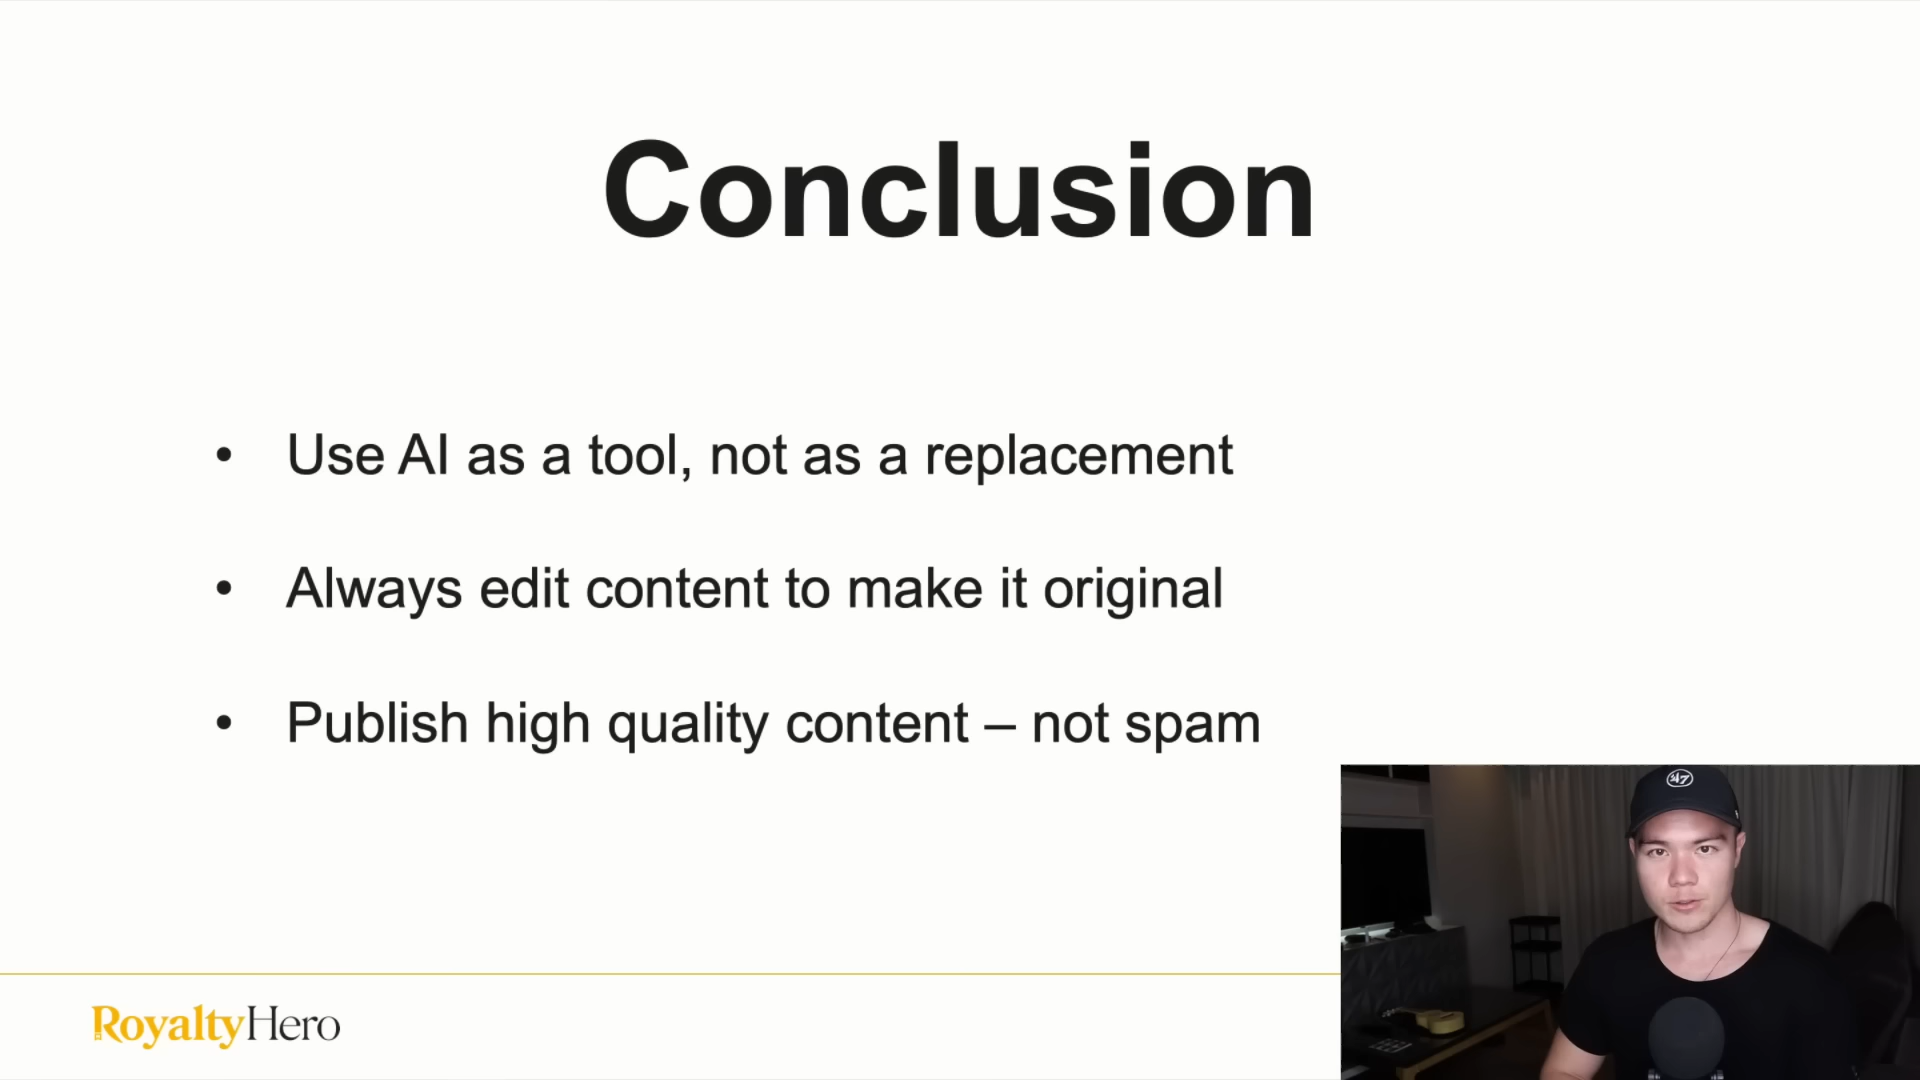 Conclusion
• Use AI as a tool, not as a replacement
• Always edit content to make it original
• Publish high quality content – not spam
47
RoyaltyHero